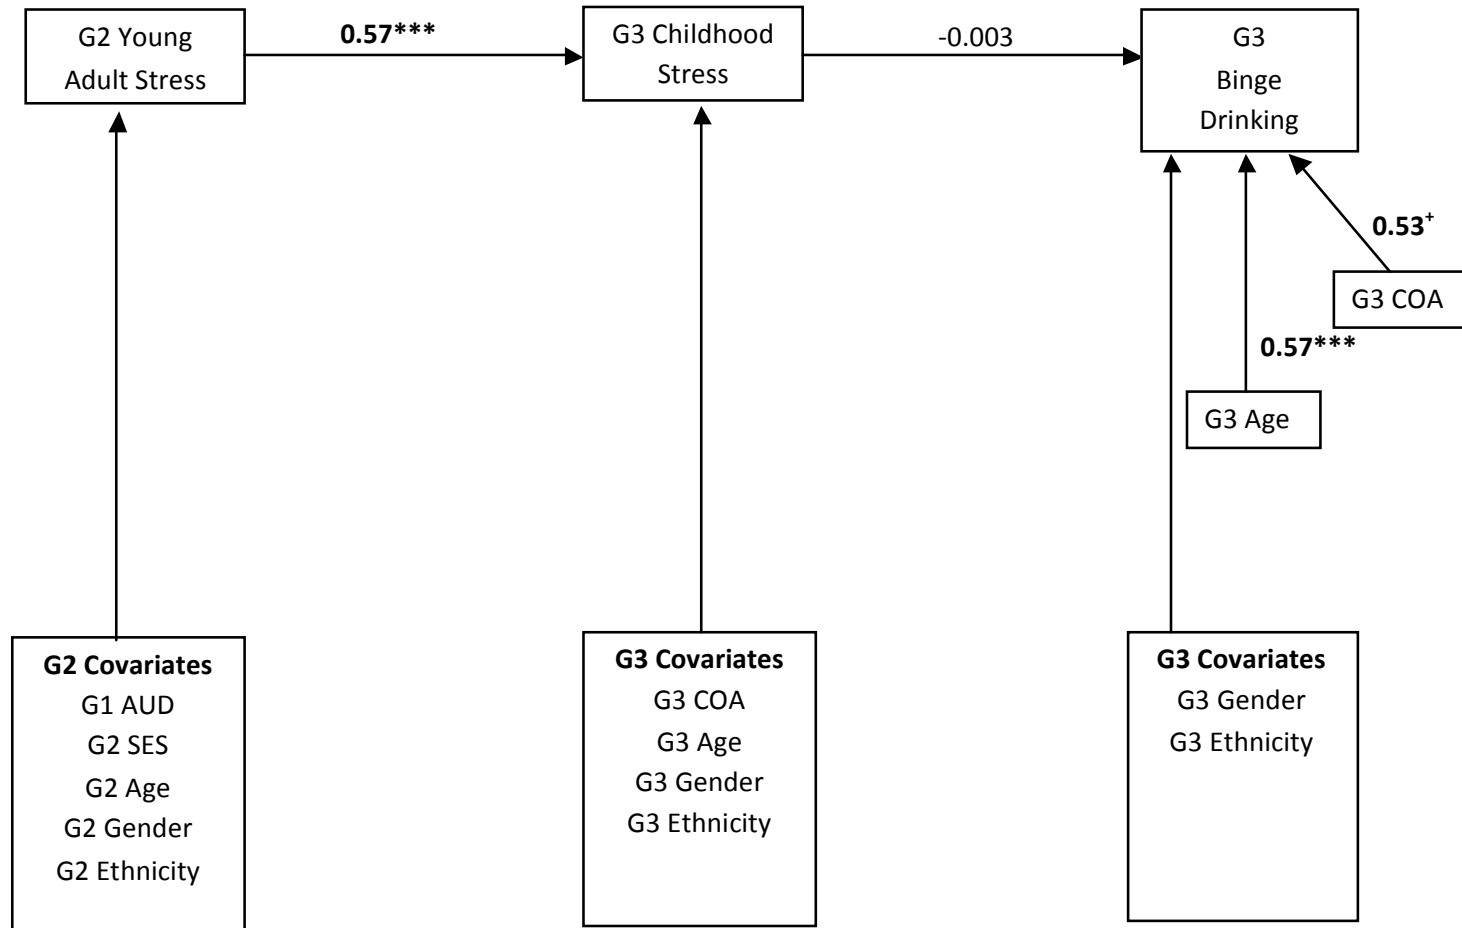 G2 Young
Adult Stress
0.57***
G3 Childhood
Stress
-0.003
G3
Binge
Drinking
0.53⁺
G3 COA
0.57***
G3 Age
G2 Covariates
G1 AUD
G2 SES
G2 Age
G2 Gender
G2 Ethnicity
G3 Covariates
G3 COA
G3 Age
G3 Gender
G3 Ethnicity
G3 Covariates
G3 Gender
G3 Ethnicity